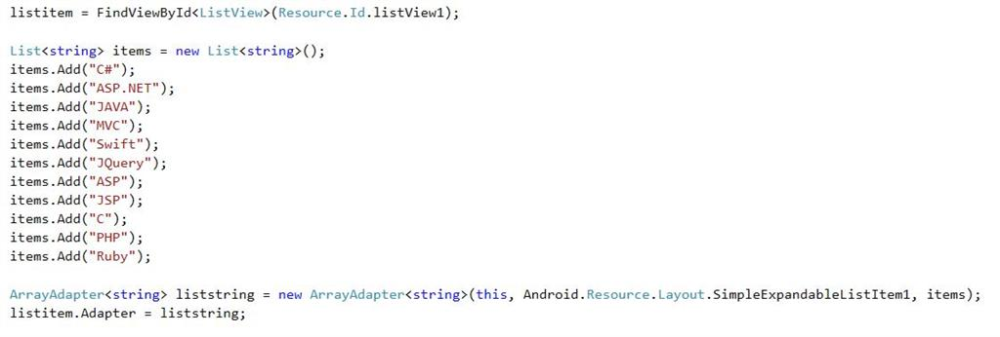 listitem = FindViewById<ListView>(Resource.Id.listView1);
List<string> items = new List<string>();
items.Add("C#");
items.Add("ASP.NET");
items.Add("JAVA");
items.Add("MVC");
items.Add("Swift");
items.Add("JQuery");
items.Add("ASP");
items.Add("JSP");
items.Add("C");
items.Add("PHP");
items.Add("Ruby");
ArrayAdapter<string> liststring = new ArrayAdapter<string>(this, Android.Resource.Layout.SimpleExpandableListItem1, items);
listitem.Adapter = liststring;